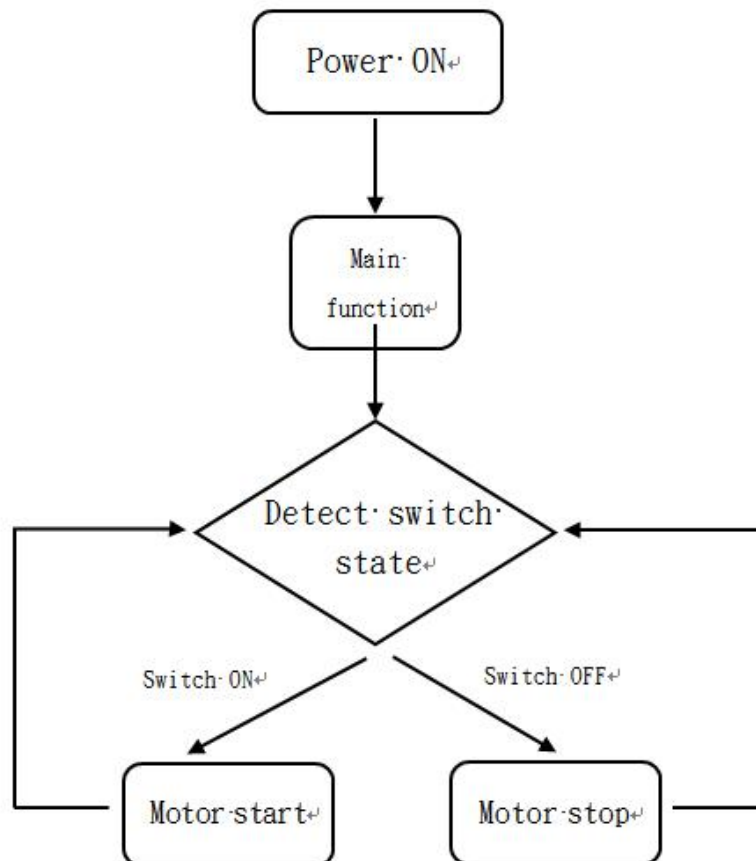 Power ON
Main
function
Detect switch
state
Switch ON
Switch OFF
Motor start
Motor stop